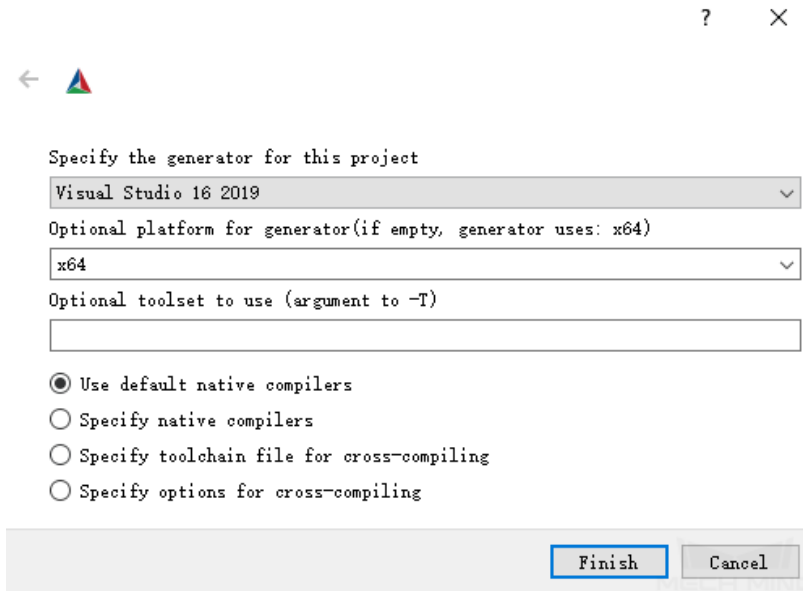 ?
Specify the generator for this project
Visual Studio 16 2019
Optional platform for generator(if empty, generator uses: x64)
x64
Optional toolset to use (argument to -T)
Use default native compilers
Specify native compilers
Specify toolchain file for cross-compiling
Specify options for cross-compiling
Finish
Cancel